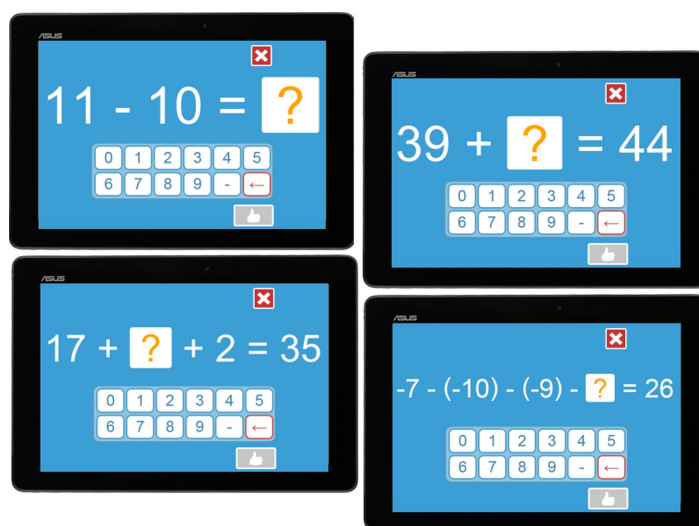 ASUS
11 - 10 = ?
0 1 2 3 4 5
6 7 8 9 - ←
ASUS
39 + ? = 44
0 1 2 3 4 5
6 7 8 9 - ←
ASUS
17 + ? + 2 = 35
0 1 2 3 4 5
6 7 8 9 - ←
ASUS
-7 - (-10) - (-9) - ? = 26
0 1 2 3 4 5
6 7 8 9 - ←